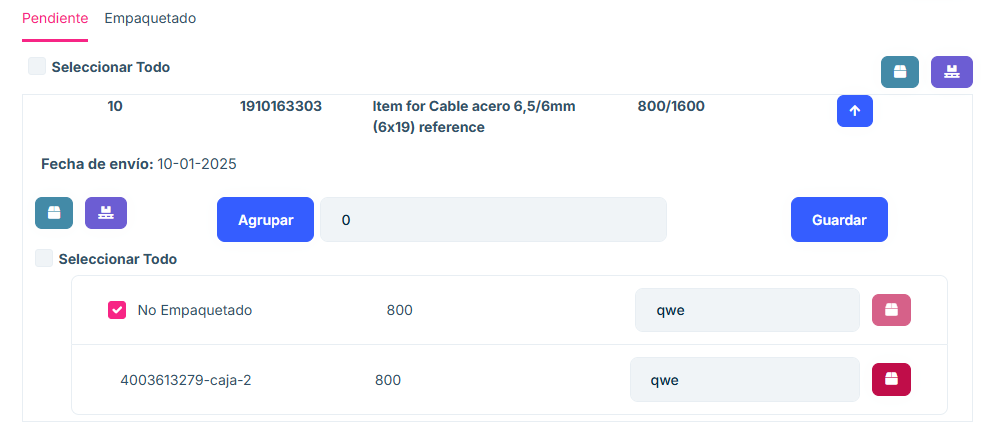 Pendiente Empaquetado
Seleccionar Todo
10 1910163303 Item for Cable acero 6,5/6mm 800/1600
(6x19) reference
Fecha de envío: 10-01-2025
Agrupar 0 Guardar
Seleccionar Todo
No Empaquetado 800 qwe
4003613279-caja-2 800 qwe